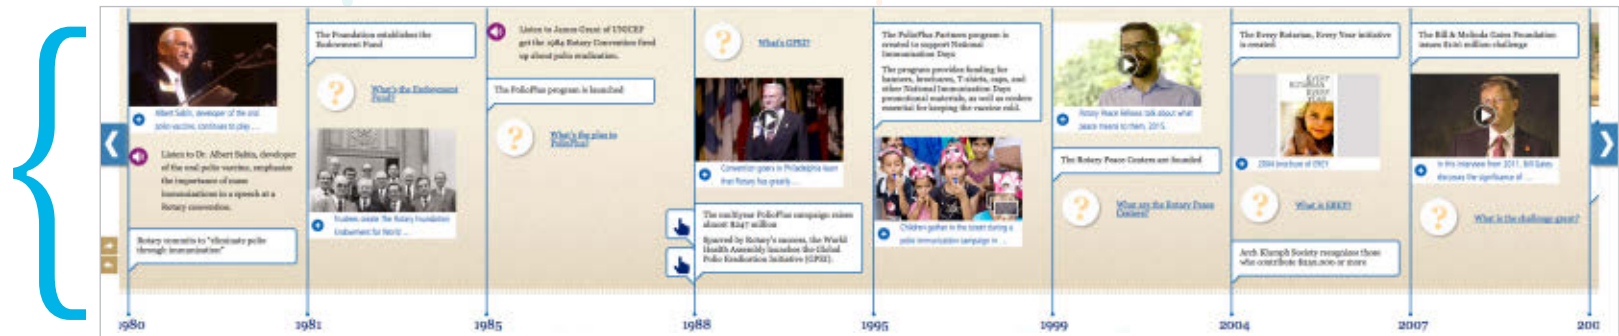 Albert Sabin, developer of the oral
polio vaccine, continues to play ...
Listen to Dr. Albert Sabin, developer
of the oral polio vaccine, emphasize
the importance of mass
immunizations in a speech at a
Rotary convention.
Rotary commits to "eliminate polio
through immunization"
1980
The Foundation establishes the
Endowment Fund
What's the Endowment
Fund?
Trustees create The Rotary Foundation
Endowment for World ...
1981
Listen to James Grant of UNICEF
get the 1984 Rotary Convention fired
up about polio eradication.
The PolioPlus program is launched
What's the plus in
PolioPlus?
1985
What's GPEI?
Convention goers in Philadelphia learn
that Rotary has greatly ...
The multiyear PolioPlus campaign raises
almost $247 million
Spurred by Rotary's success, the World
Health Assembly launches the Global
Polio Eradication Initiative (GPEI).
1988
The PolioPlus Partners program is
created to support National
Immunization Days
The program provides funding for
banners, brochures, T-shirts, caps, and
other National Immunization Days
promotional materials, as well as coolers
essential for keeping the vaccine cold.
Children gather in the street during a
polio immunization campaign in ...
1995
Rotary Peace Fellows talk about what
peace means to them, 2015.
The Rotary Peace Centers are founded
What are the Rotary Peace
Centers?
1999
The Every Rotarian, Every Year initiative
is created
EVERY
ROTARIAN
EVERY
YEAR
2004 brochure of EREY
What is EREY?
Arch Klumph Society recognizes those
who contribute $250,000 or more
2004
The Bill & Melinda Gates Foundation
issues $100 million challenge
In this interview from 2011, Bill Gates
discusses the significance of ...
What is the challenge grant?
2007
200